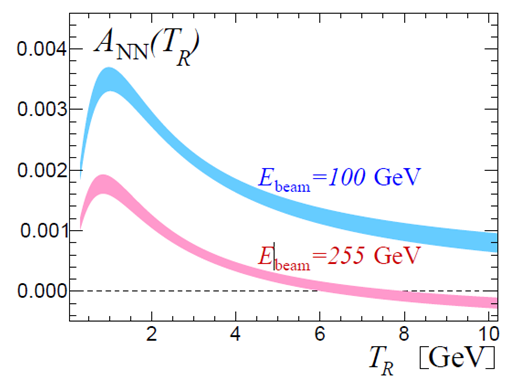 A_NN(T_R)
0.004
0.003
0.002
0.001
0.000
E_beam=100 GeV
E_beam=255 GeV
2 4 6 8 10
T_R [GeV]